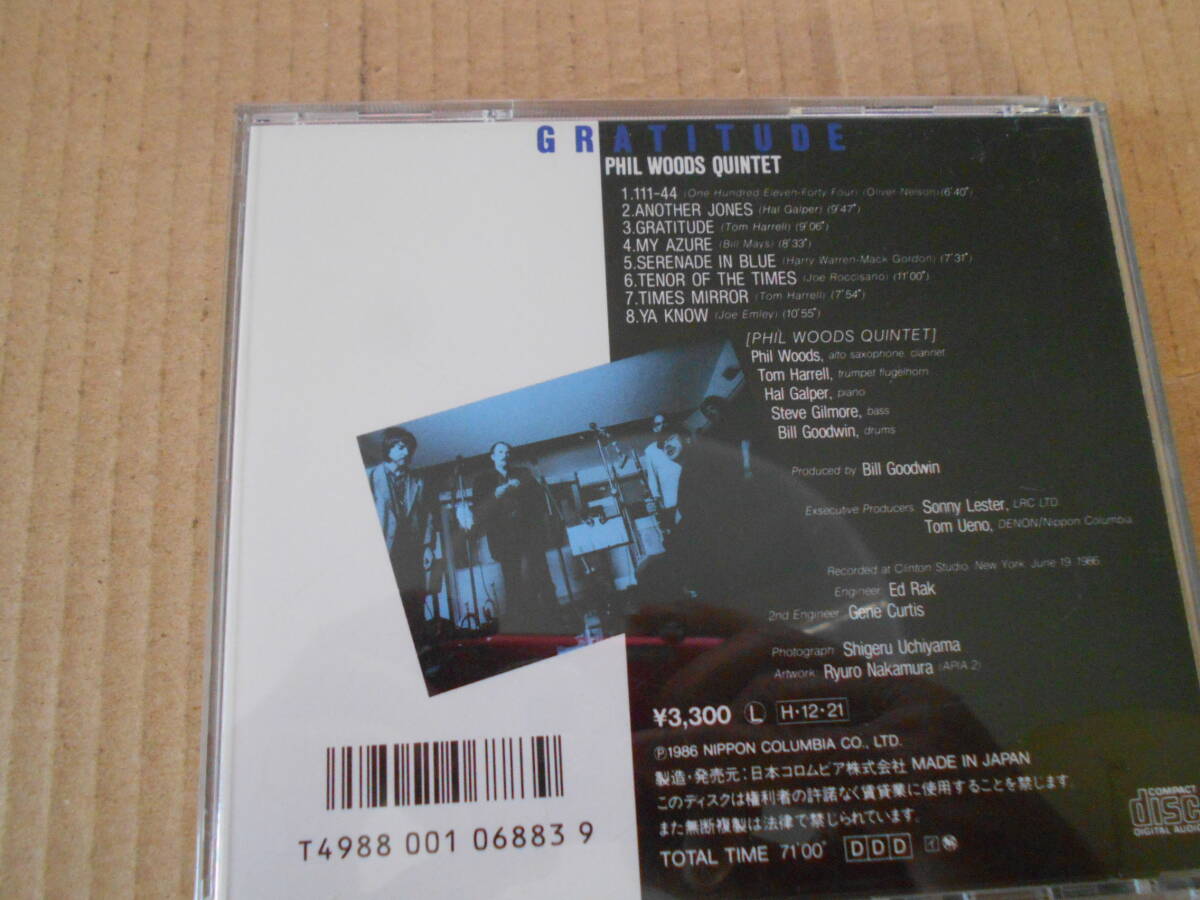 GRATITUDE
PHIL WOODS QUINTET
1.111-44 (One Hundred Eleven-Forty Four) (Oliver Nelson) (6'40")
2.ANOTHER JONES (Hal Galper) (9'47")
3.GRATITUDE (Tom Harrell) (9'06")
4.MY AZURE (Bill Mays) (8'33")
5.SERENADE IN BLUE (Harry Warren-Mack Gordon) (7'31")
6.TENOR OF THE TIMES (Joe Roccisano) (11'00")
7.TIMES MIRROR (Tom Harrell) (7'54")
8.YA KNOW (Joe Emley) (10'55")
[PHIL WOODS QUINTET]
Phil Woods, alto saxophone, clarinet
Tom Harrell, trumpet flugelhorn
Hal Galper, piano
Steve Gilmore, bass
Bill Goodwin, drums
Produced by Bill Goodwin
Exsecutive Producers Sonny Lester, LRC LTD.
Tom Ueno, DENON/Nippon Columbia
Recorded at Clinton Studio, New York, June 19, 1986
Engineer: Ed Rak
2nd Engineer: Gene Curtis
Photograph: Shigeru Uchiyama
Artwork: Ryuro Nakamura (APIA 2)
¥3,300 Ⓛ H・12・21
Ⓟ1986 NIPPON COLUMBIA CO., LTD.
製造・発売元:日本コロムビア株式会社 MADE IN JAPAN
このディスクは権利者の許諾なく賃貸業に使用することを禁じます。
また無断複製は法律で禁じられています。
TOTAL TIME 71'00" D D D イ
T4988 001 06883 9
COMPACT
disc
DIGITAL AUDIO